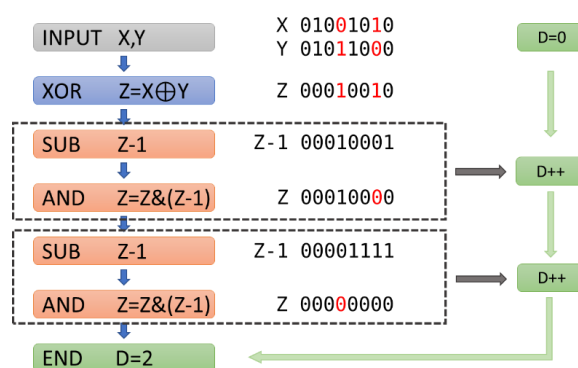 INPUT X,Y
X 01001010
Y 01011000
D=0
XOR Z=X⊕Y
Z 00010010
SUB Z-1
Z-1 00010001
D++
AND Z=Z&(Z-1)
Z 00010000
SUB Z-1
Z-1 00001111
D++
AND Z=Z&(Z-1)
Z 00000000
END D=2